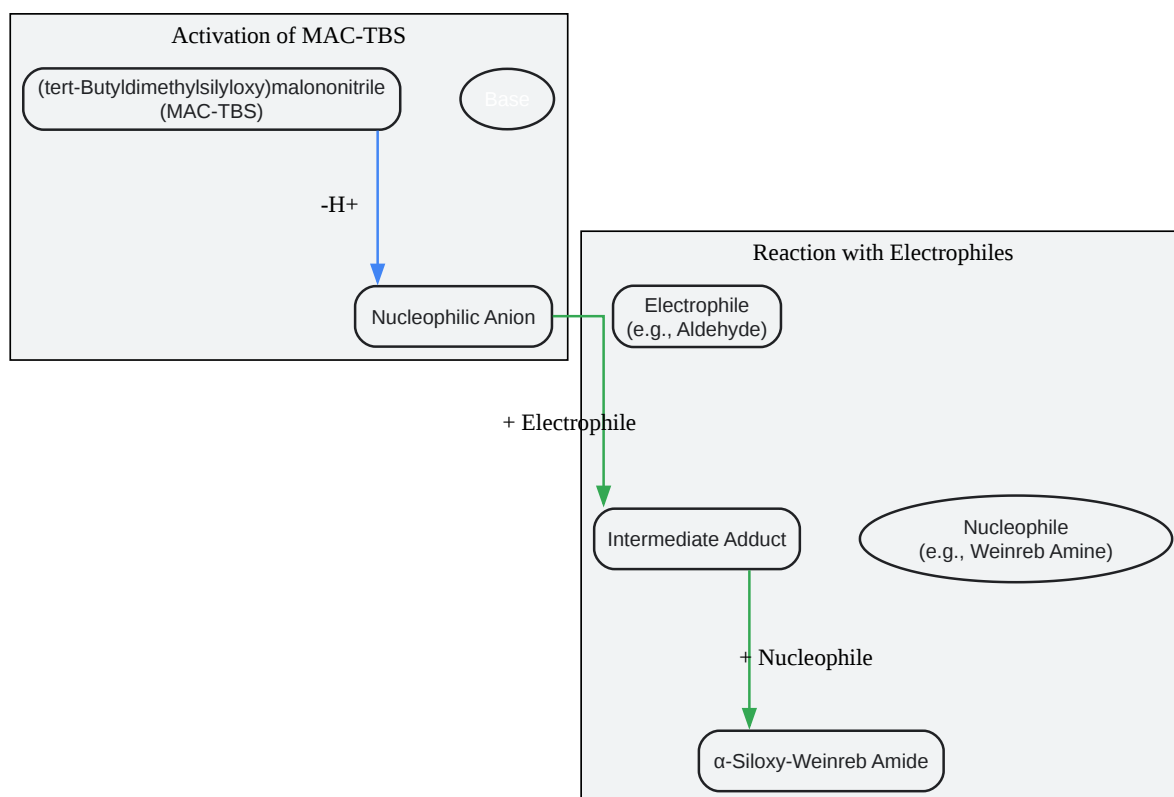 Activation of MAC-TBS
(tert-Butyldimethylsilyloxy)malononitrile
(MAC-TBS)
Base
-H+
Nucleophilic Anion
Reaction with Electrophiles
Electrophile
(e.g., Aldehyde)
+ Electrophile
Intermediate Adduct
Nucleophile
(e.g., Weinreb Amine)
+ Nucleophile
α-Siloxy-Weinreb Amide